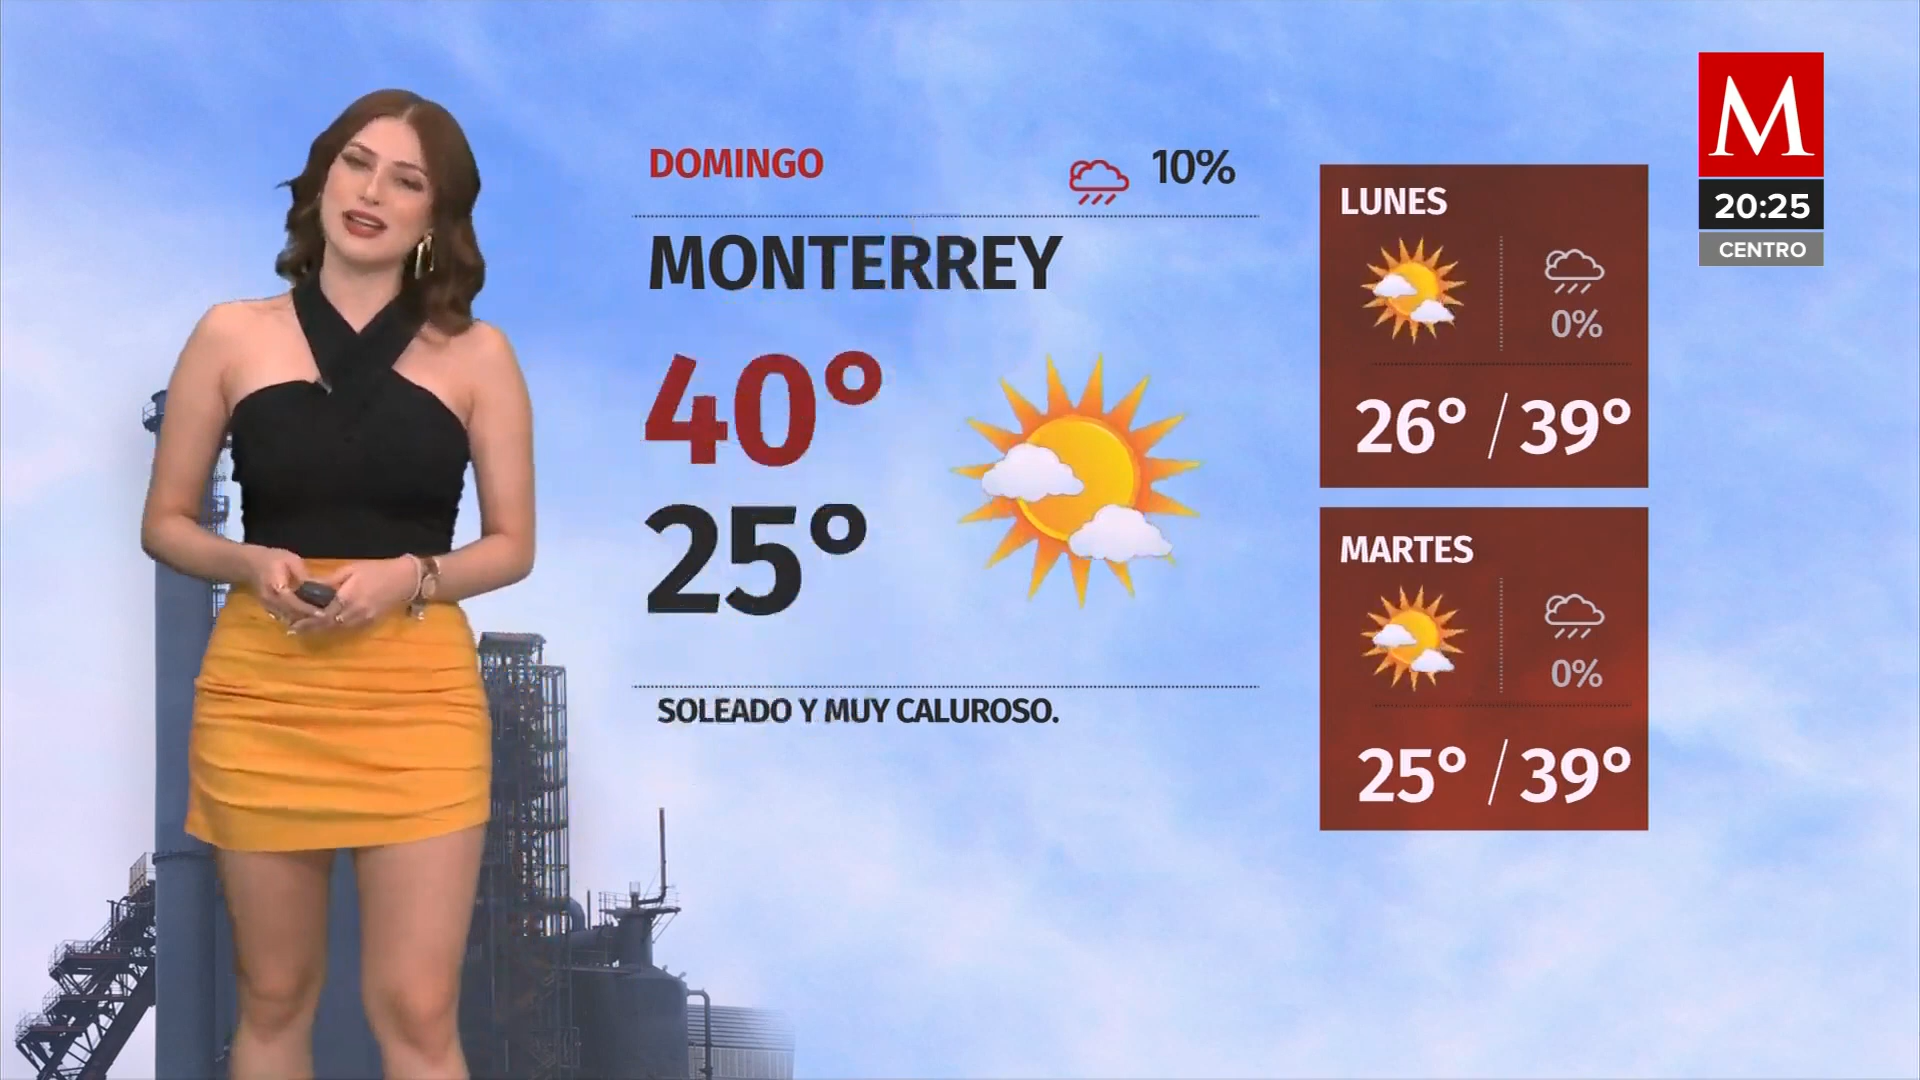 DOMINGO
10%
MONTERREY
40°
25°
SOLEADO Y MUY CALUROSO.
LUNES
0%
26° / 39°
MARTES
0%
25° / 39°
M
20:25
CENTRO